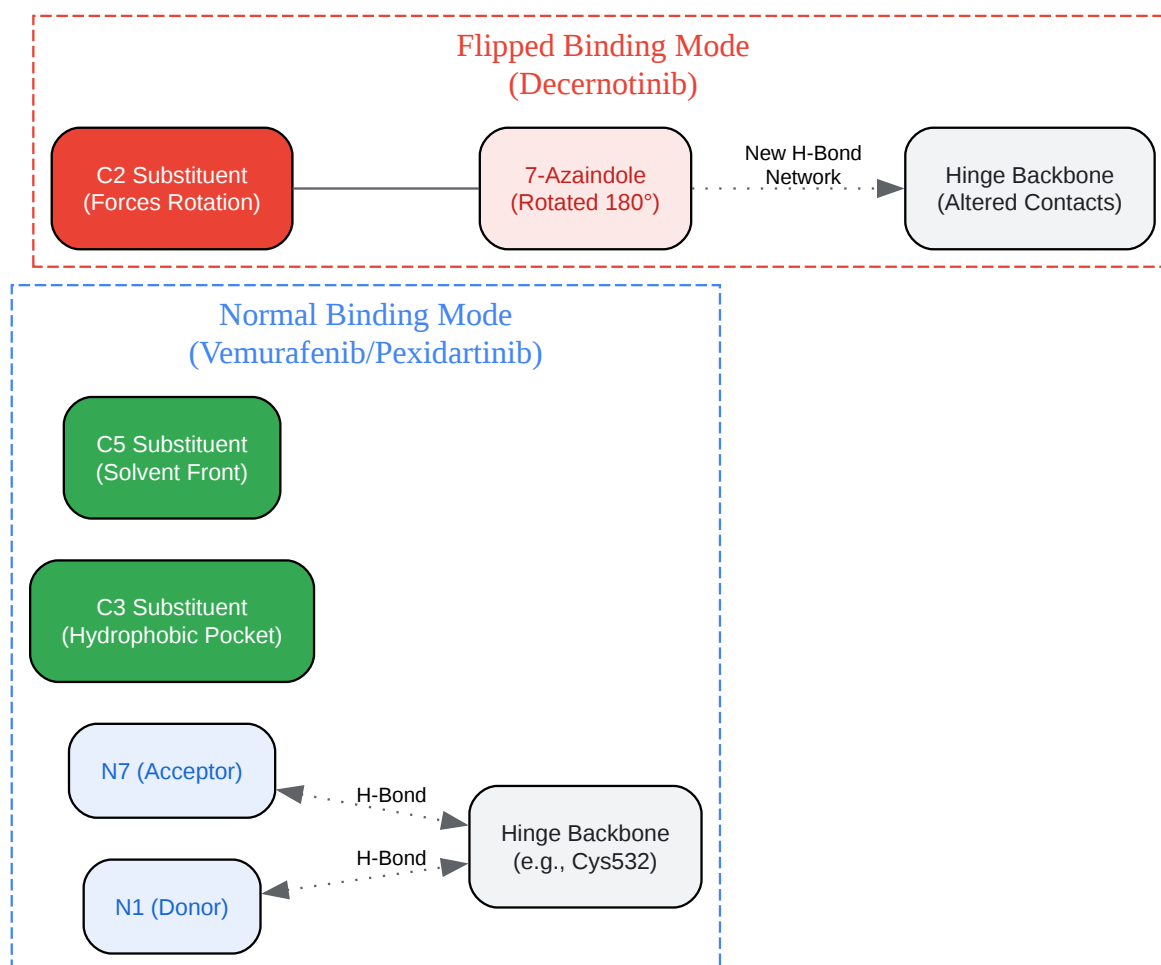 Flipped Binding Mode
(Decernotinib)
C2 Substituent
(Forces Rotation)
7-Azaindole
(Rotated 180°)
New H-Bond
Network
Hinge Backbone
(Altered Contacts)
Normal Binding Mode
(Vemurafenib/Pexidartinib)
C5 Substituent
(Solvent Front)
C3 Substituent
(Hydrophobic Pocket)
N7 (Acceptor)
H-Bond
Hinge Backbone
(e.g., Cys532)
H-Bond
N1 (Donor)